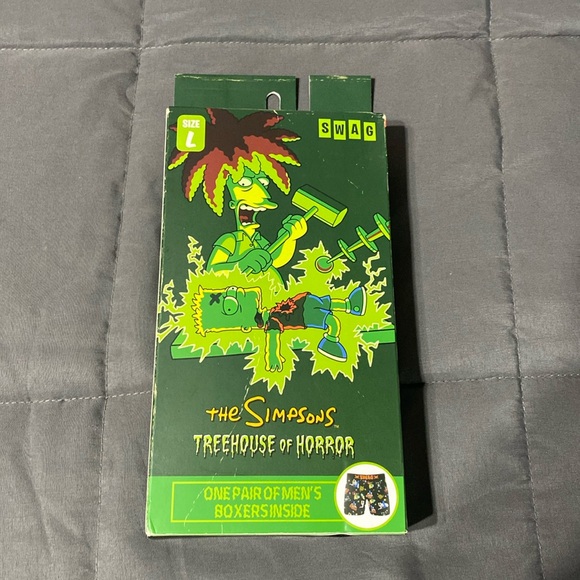 SIZE
L
SWAG
THE SIMPSONS
TREEHOUSE OF HORROR
ONE PAIR OF MEN'S
BOXERS INSIDE